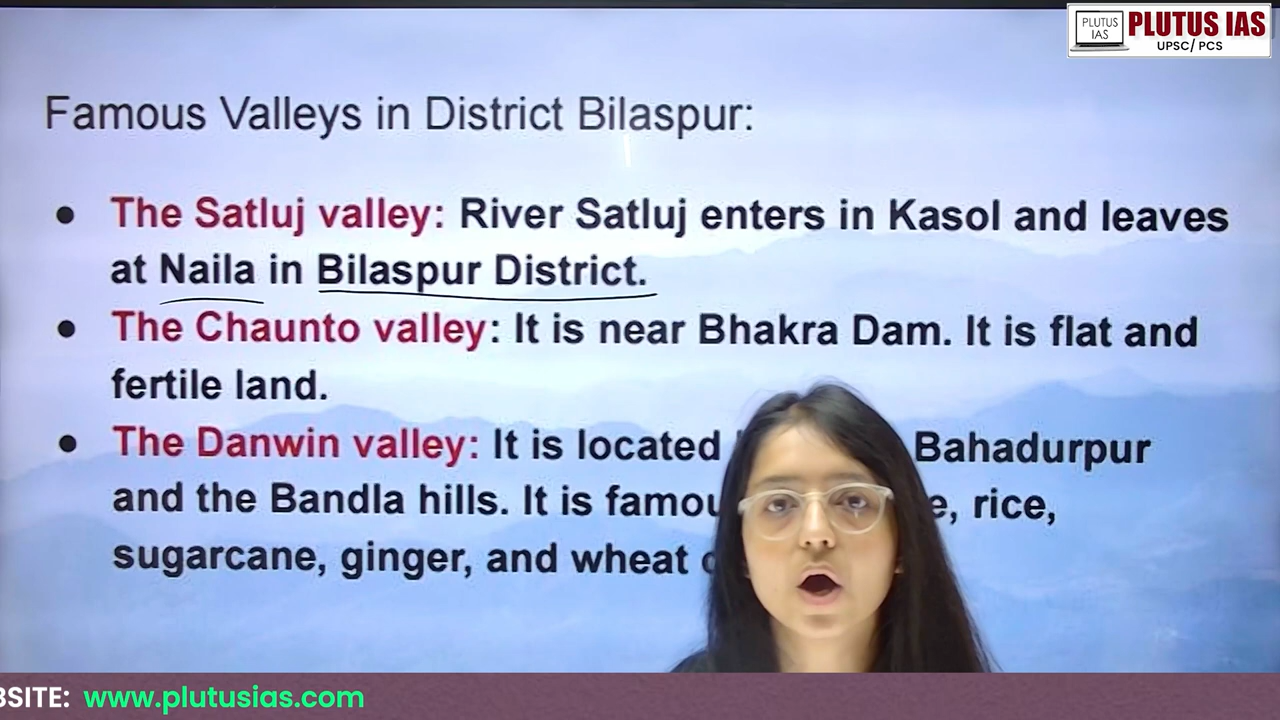 PLUTUS IAS
PLUTUS IAS
UPSC/ PCS
Famous Valleys in District Bilaspur:
● The Satluj valley: River Satluj enters in Kasol and leaves
at Naila in Bilaspur District.
● The Chaunto valley: It is near Bhakra Dam. It is flat and
fertile land.
● The Danwin valley: It is located Bahadurpur
and the Bandla hills. It is rice,
sugarcane, ginger, and wheat
www.plutusias.com